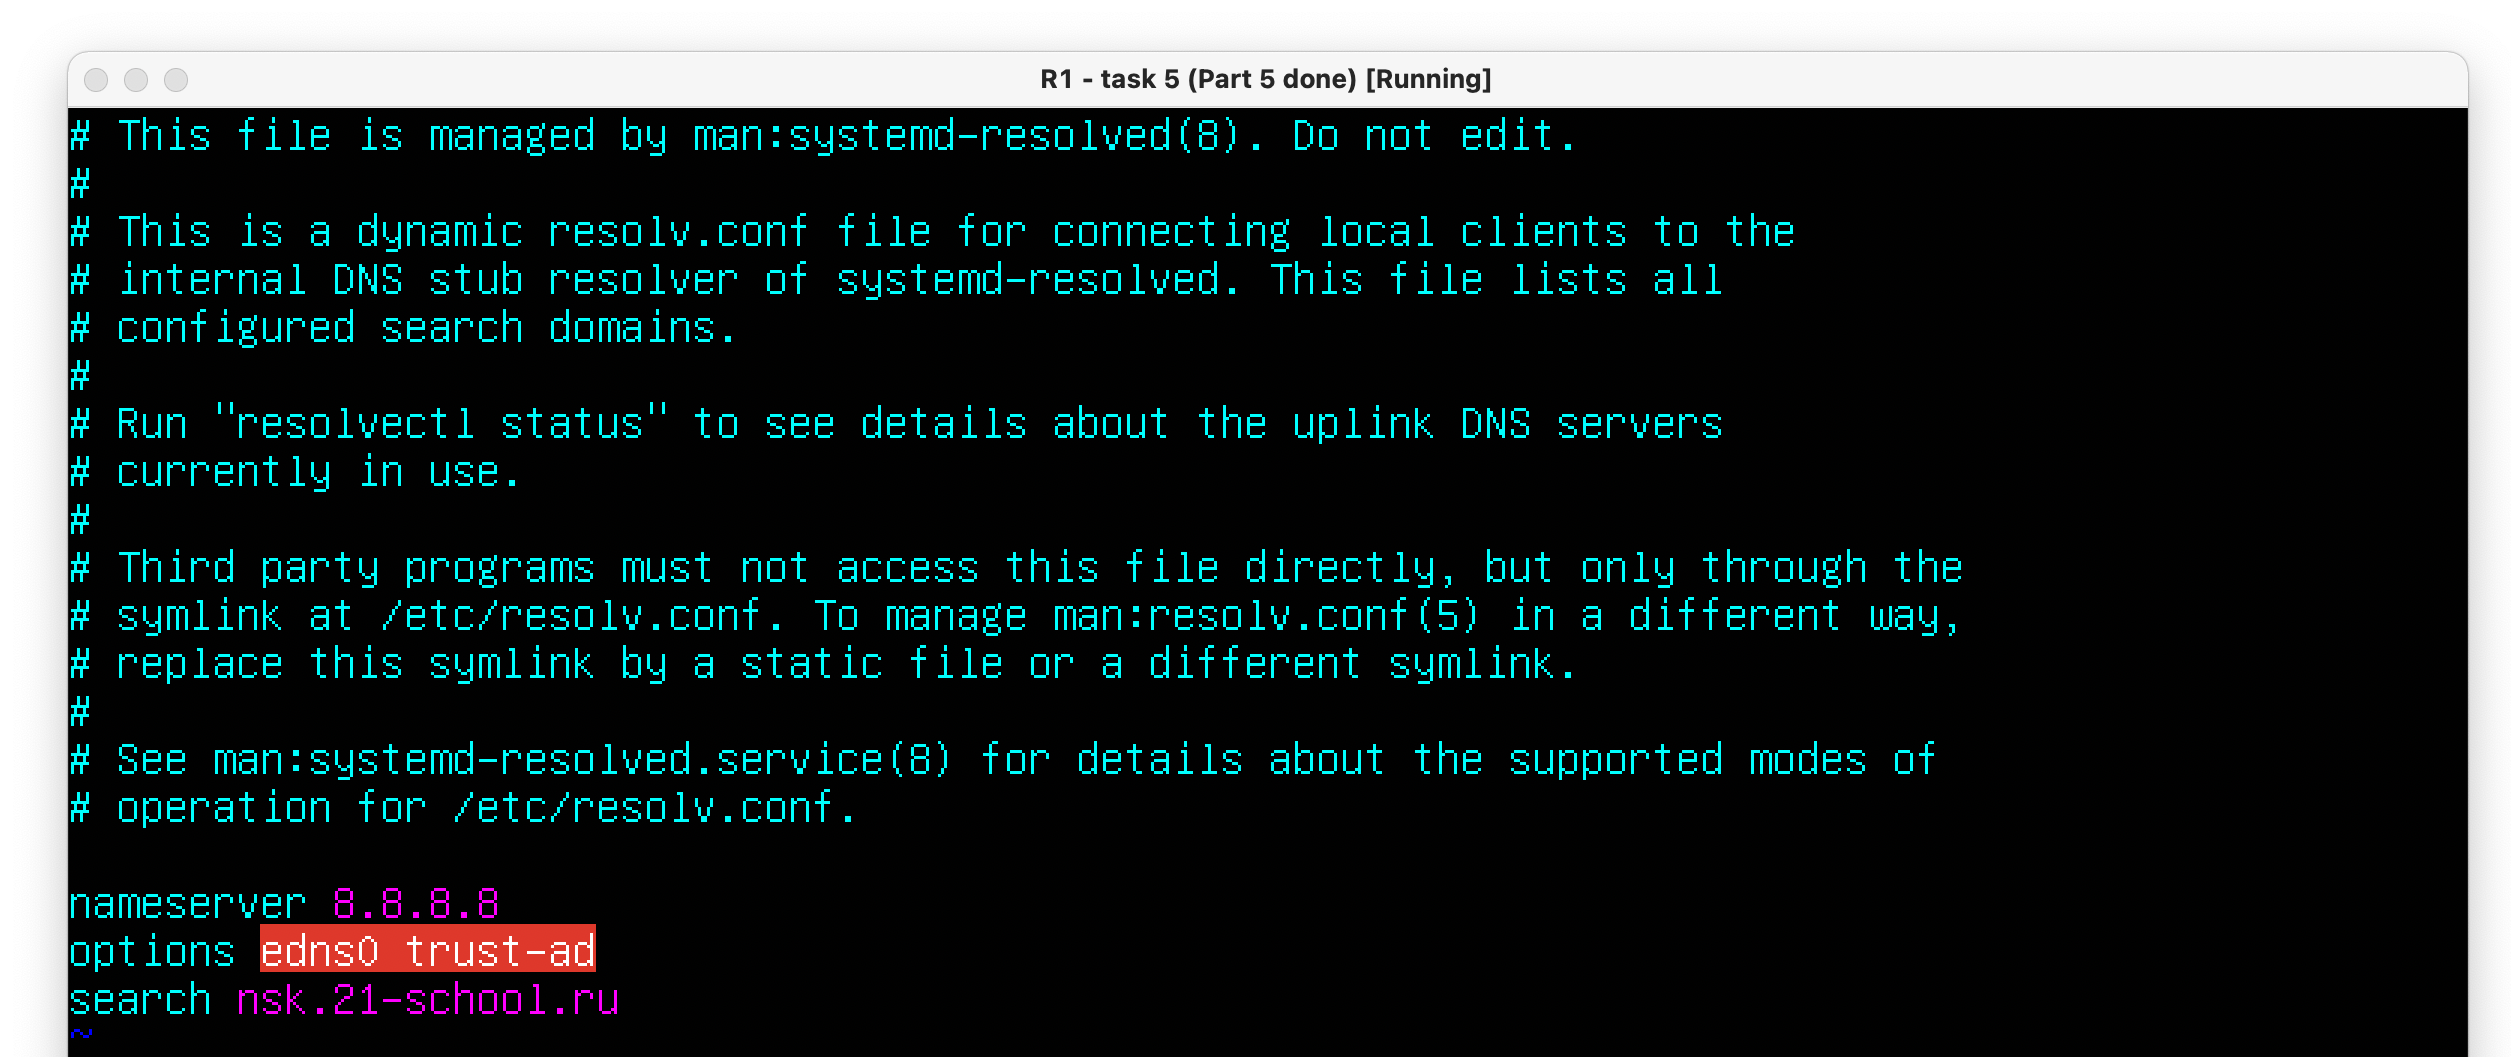 R1 - task 5 (Part 5 done) [Running]
# This file is managed by man:systemd-resolved(8). Do not edit.
#
# This is a dynamic resolv.conf file for connecting local clients to the
# internal DNS stub resolver of systemd-resolved. This file lists all
# configured search domains.
#
# Run "resolvectl status" to see details about the uplink DNS servers
# currently in use.
#
# Third party programs must not access this file directly, but only through the
# symlink at /etc/resolv.conf. To manage man:resolv.conf(5) in a different way,
# replace this symlink by a static file or a different symlink.
#
# See man:systemd-resolved.service(8) for details about the supported modes of
# operation for /etc/resolv.conf.
nameserver 8.8.8.8
options edns0 trust-ad
search nsk.21-school.ru
~